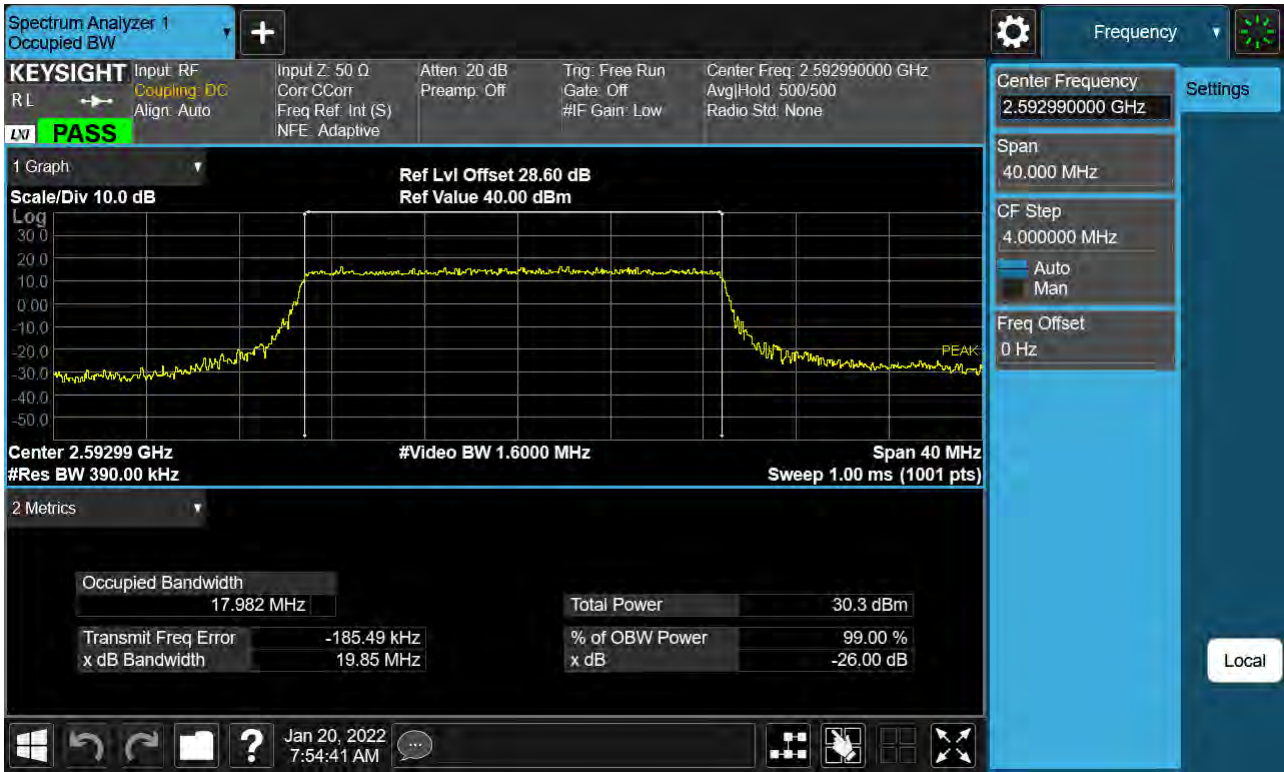 Spectrum Analyzer 1
Occupied BW
+
Frequency
KEYSIGHT
R L
LXI
PASS
Input: RF
Coupling: DC
Align: Auto
Input Z: 50 Ω
Corr CCorr
Freq Ref: Int (S)
NFE: Adaptive
Atten: 20 dB
Preamp: Off
Trig: Free Run
Gate: Off
#IF Gain: Low
Center Freq: 2.592990000 GHz
Avg|Hold: 500/500
Radio Std: None
Center Frequency
2.592990000 GHz
Settings
Span
40.000 MHz
CF Step
4.000000 MHz
Auto
Man
Freq Offset
0 Hz
Local
1 Graph
Scale/Div 10.0 dB
Ref Lvl Offset 28.60 dB
Ref Value 40.00 dBm
Log
30.0
20.0
10.0
0.00
-10.0
-20.0
-30.0
-40.0
-50.0
PEAK
Center 2.59299 GHz
#Video BW 1.6000 MHz
Span 40 MHz
#Res BW 390.00 kHz
Sweep 1.00 ms (1001 pts)
2 Metrics
Occupied Bandwidth
17.982 MHz
Total Power 30.3 dBm
Transmit Freq Error -185.49 kHz
% of OBW Power 99.00 %
x dB Bandwidth 19.85 MHz
x dB -26.00 dB
?
Jan 20, 2022
7:54:41 AM